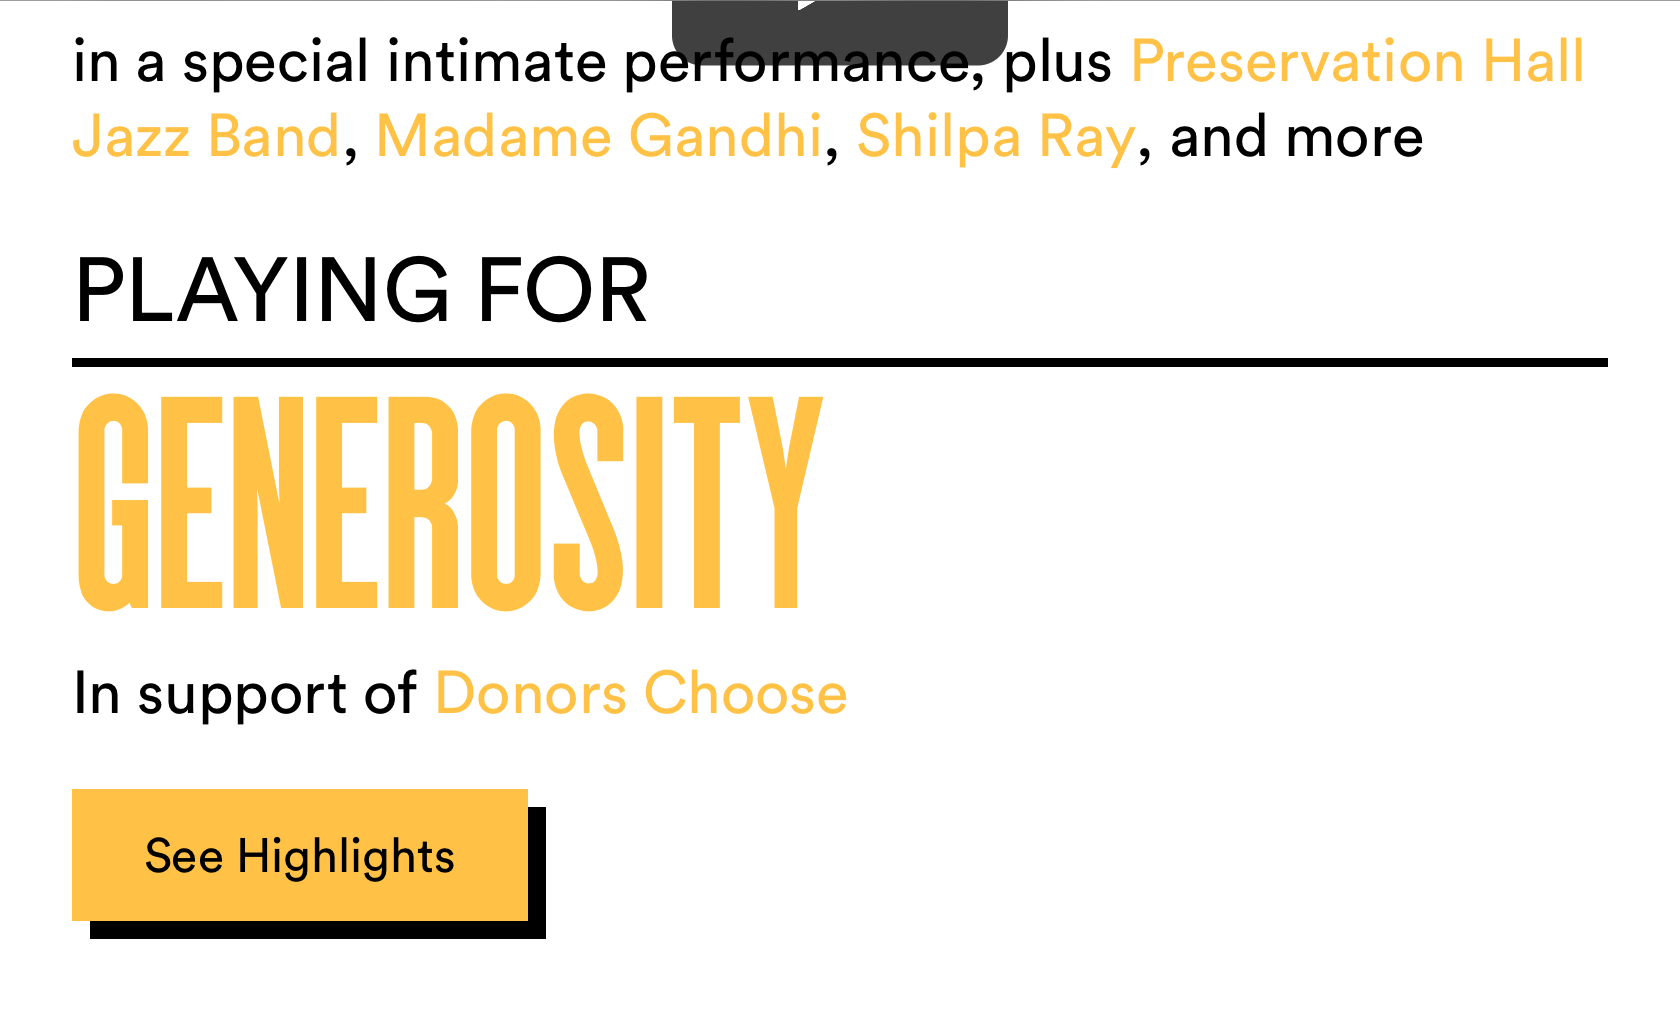 in a special intimate performance, plus Preservation Hall
Jazz Band, Madame Gandhi, Shilpa Ray, and more
PLAYING FOR
GENEROSITY
In support of Donors Choose
See Highlights